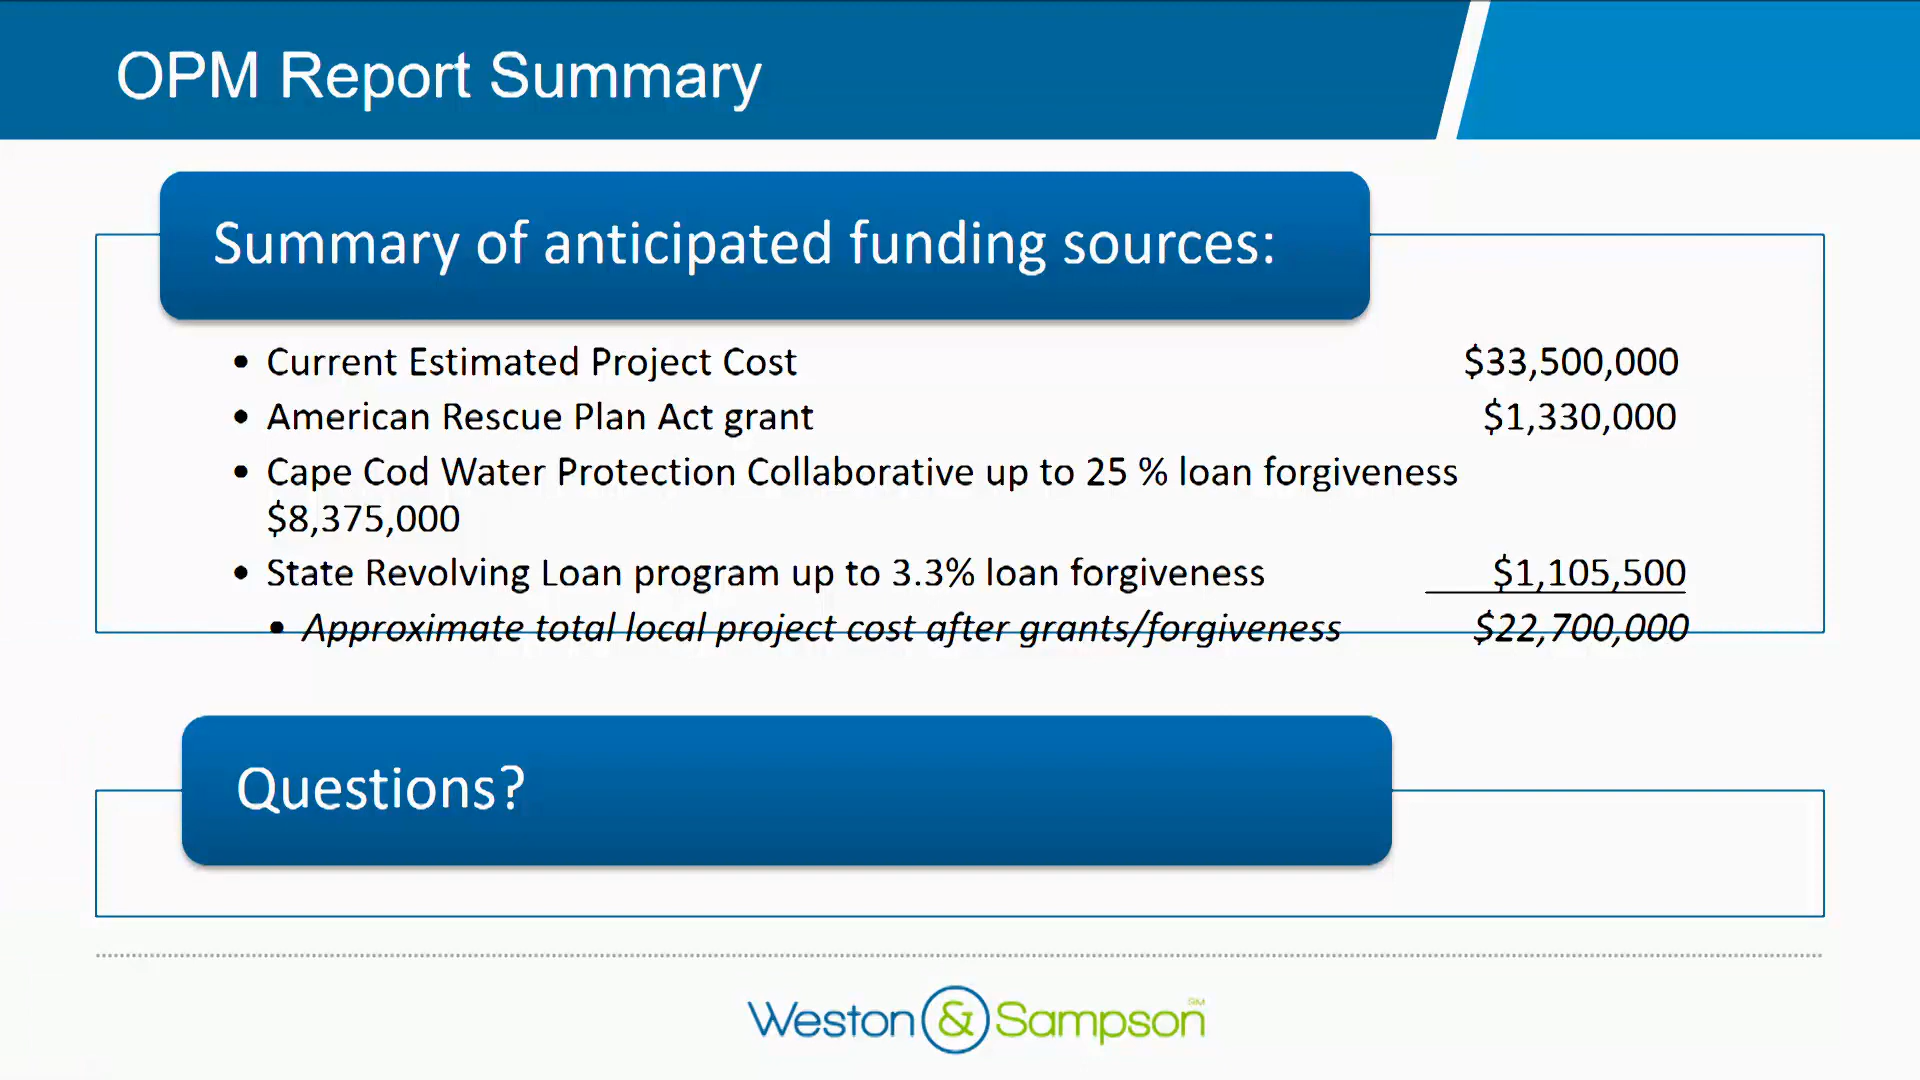 OPM Report Summary
Summary of anticipated funding sources:
• Current Estimated Project Cost $33,500,000
• American Rescue Plan Act grant $1,330,000
• Cape Cod Water Protection Collaborative up to 25 % loan forgiveness
$8,375,000
• State Revolving Loan program up to 3.3% loan forgiveness $1,105,500
• Approximate total local project cost after grants/forgiveness $22,700,000
Questions?
Weston & Sampson℠